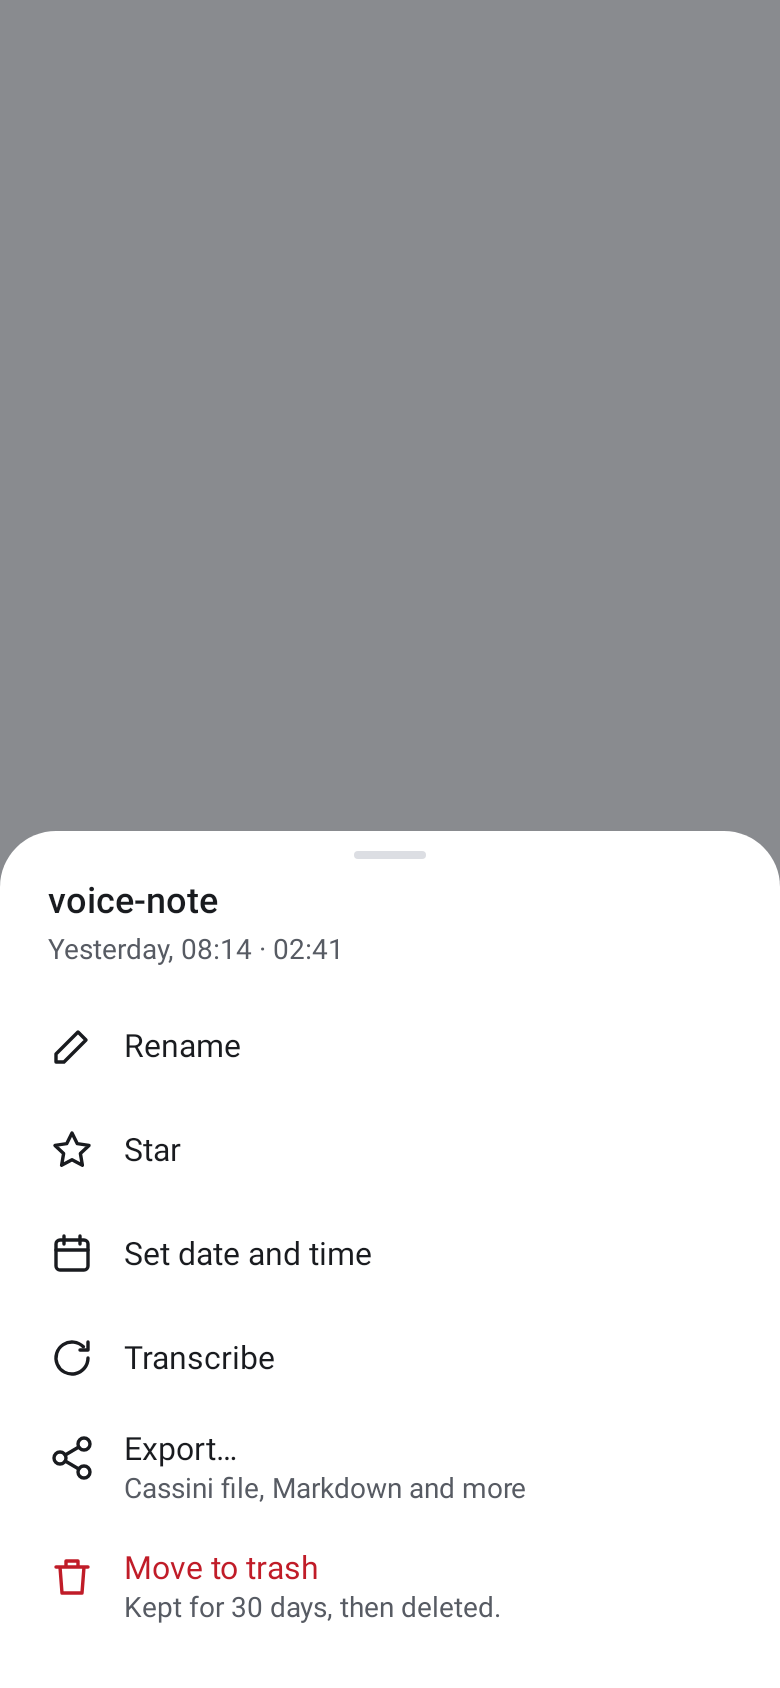 voice-note
Yesterday, 08:14 · 02:41
Rename
Star
Set date and time
Transcribe
Export…
Cassini file, Markdown and more
Move to trash
Kept for 30 days, then deleted.